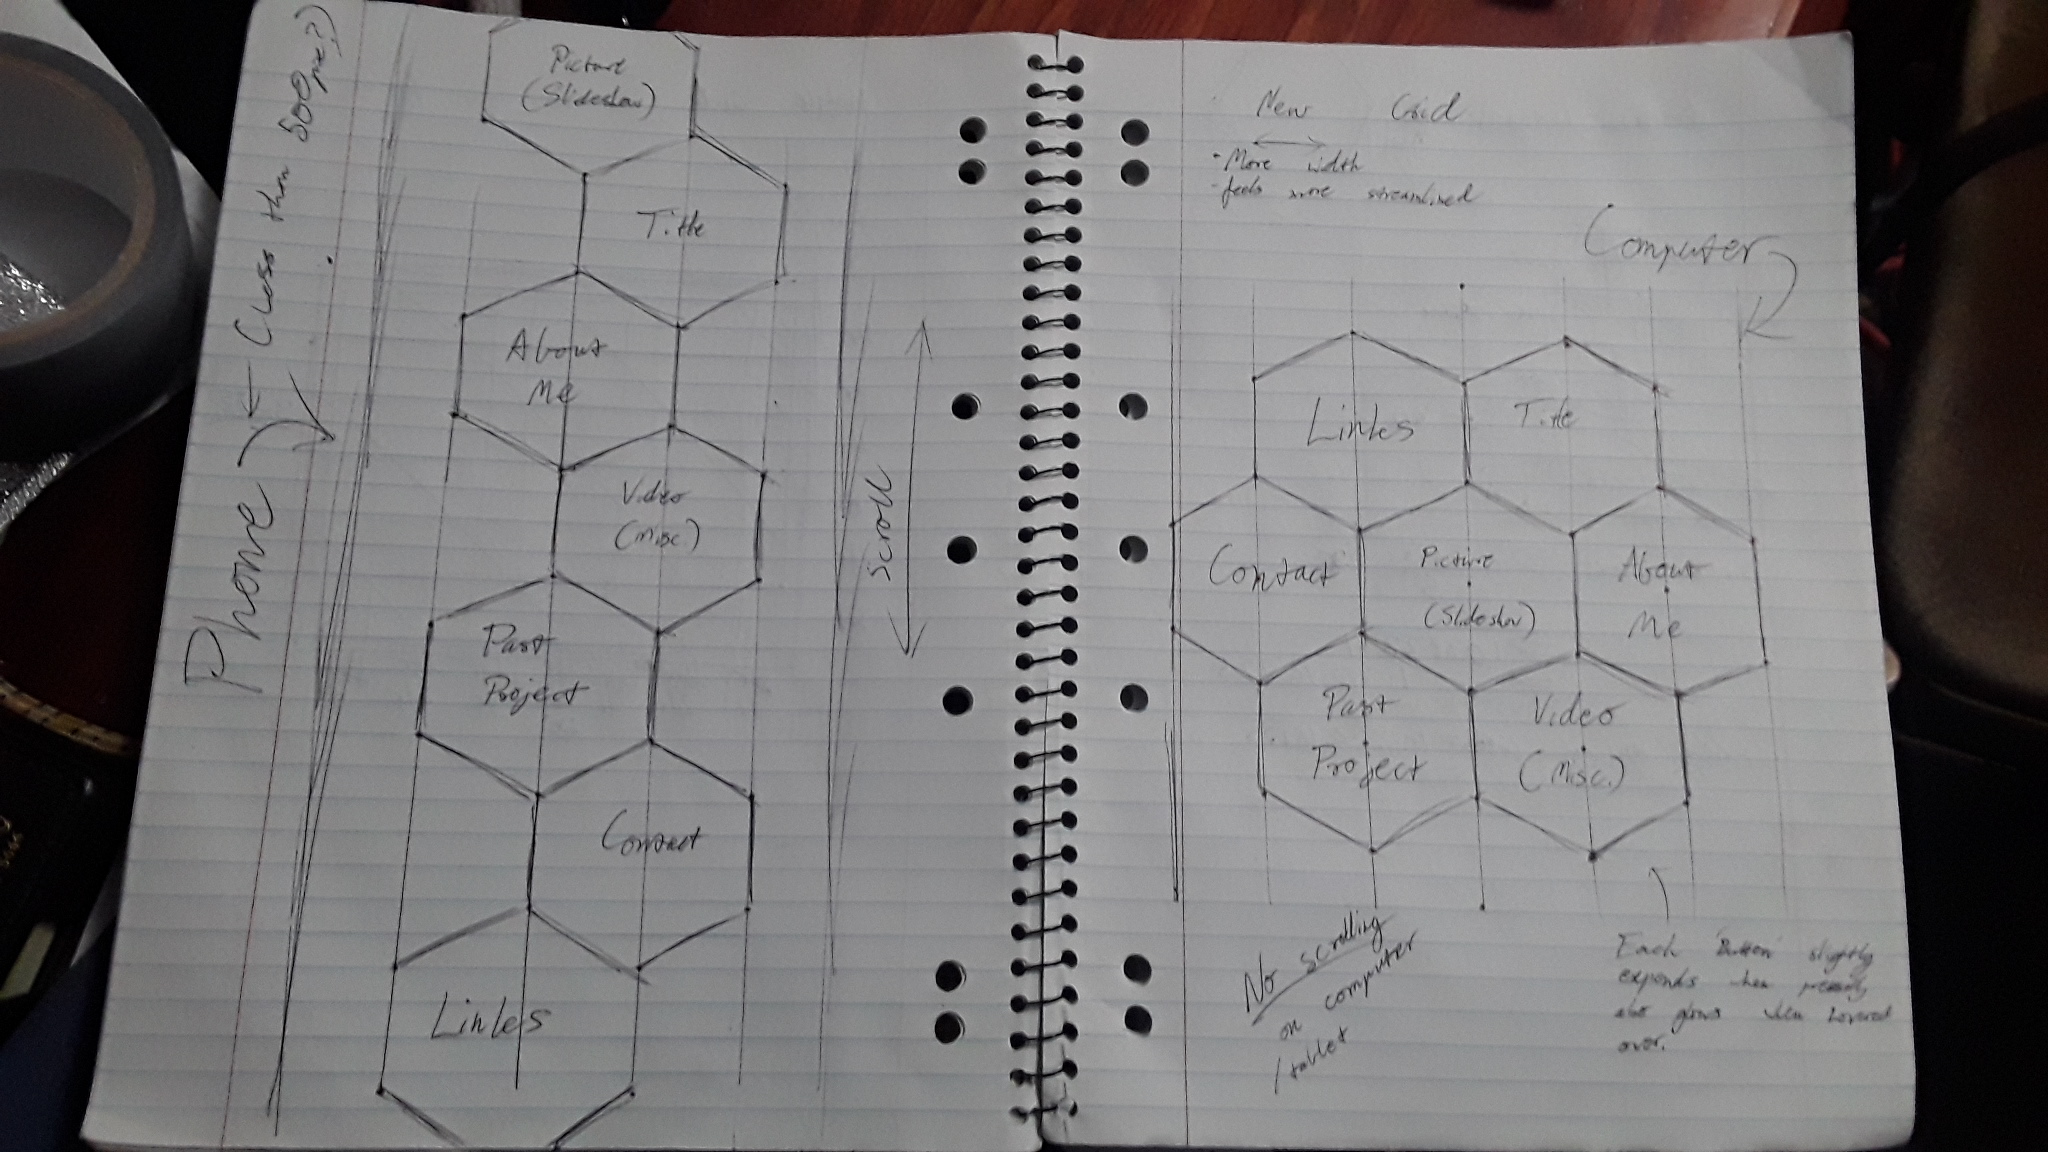 Phone
(Less than 500px?)
Picture
(Slideshow)
Title
About
Me
Video
(Misc.)
Past
Project
Contact
Links
Scroll
New Grid
• More width
- feels more streamlined
Computer
Links
Title
Contact
Picture
(Slideshow)
About
Me
Past
Project
Video
(Misc.)
No scrolling
on computer
/tablet
Each 'Button' slightly
expands when
also glows when hovered
over.